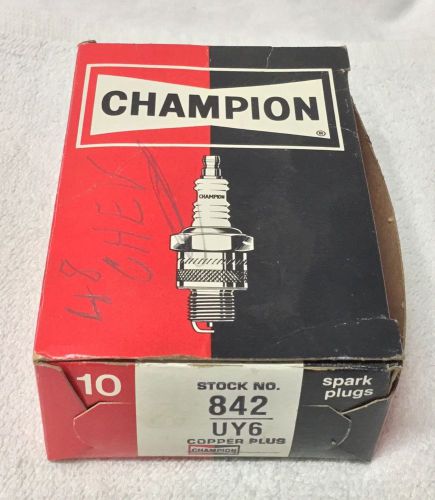 CHAMPION
®
CHAMPION
48
CHEV
10
STOCK NO.
842
UY6
COPPER PLUS
CHAMPION
spark
plugs